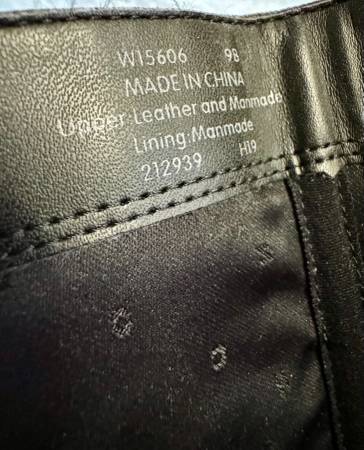 W15606 9B
MADE IN CHINA
Upper Leather and Manmade
Lining:Manmade
212939 H19